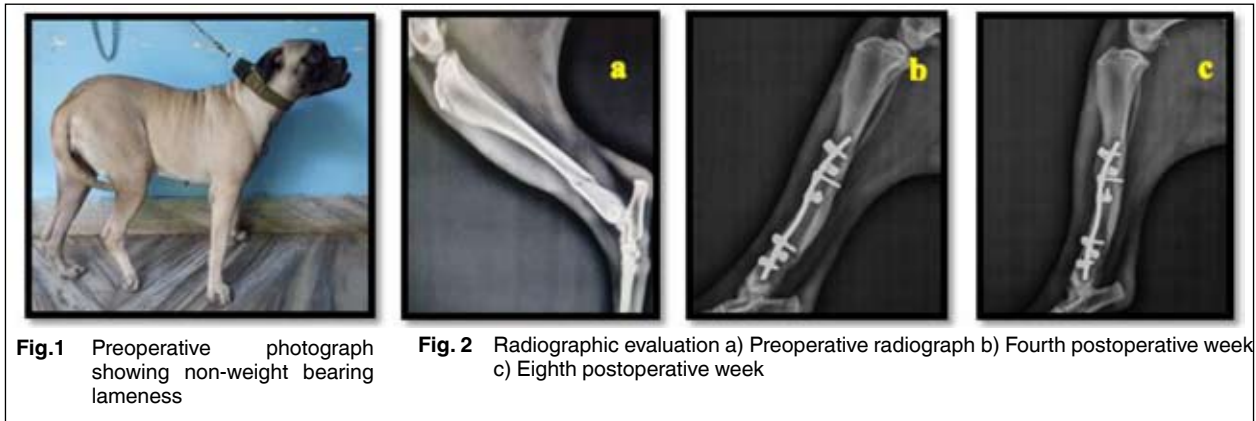 a
b
c
Fig.1 Preoperative photograph
showing non-weight bearing
lameness
Fig. 2 Radiographic evaluation a) Preoperative radiograph b) Fourth postoperative week
c) Eighth postoperative week